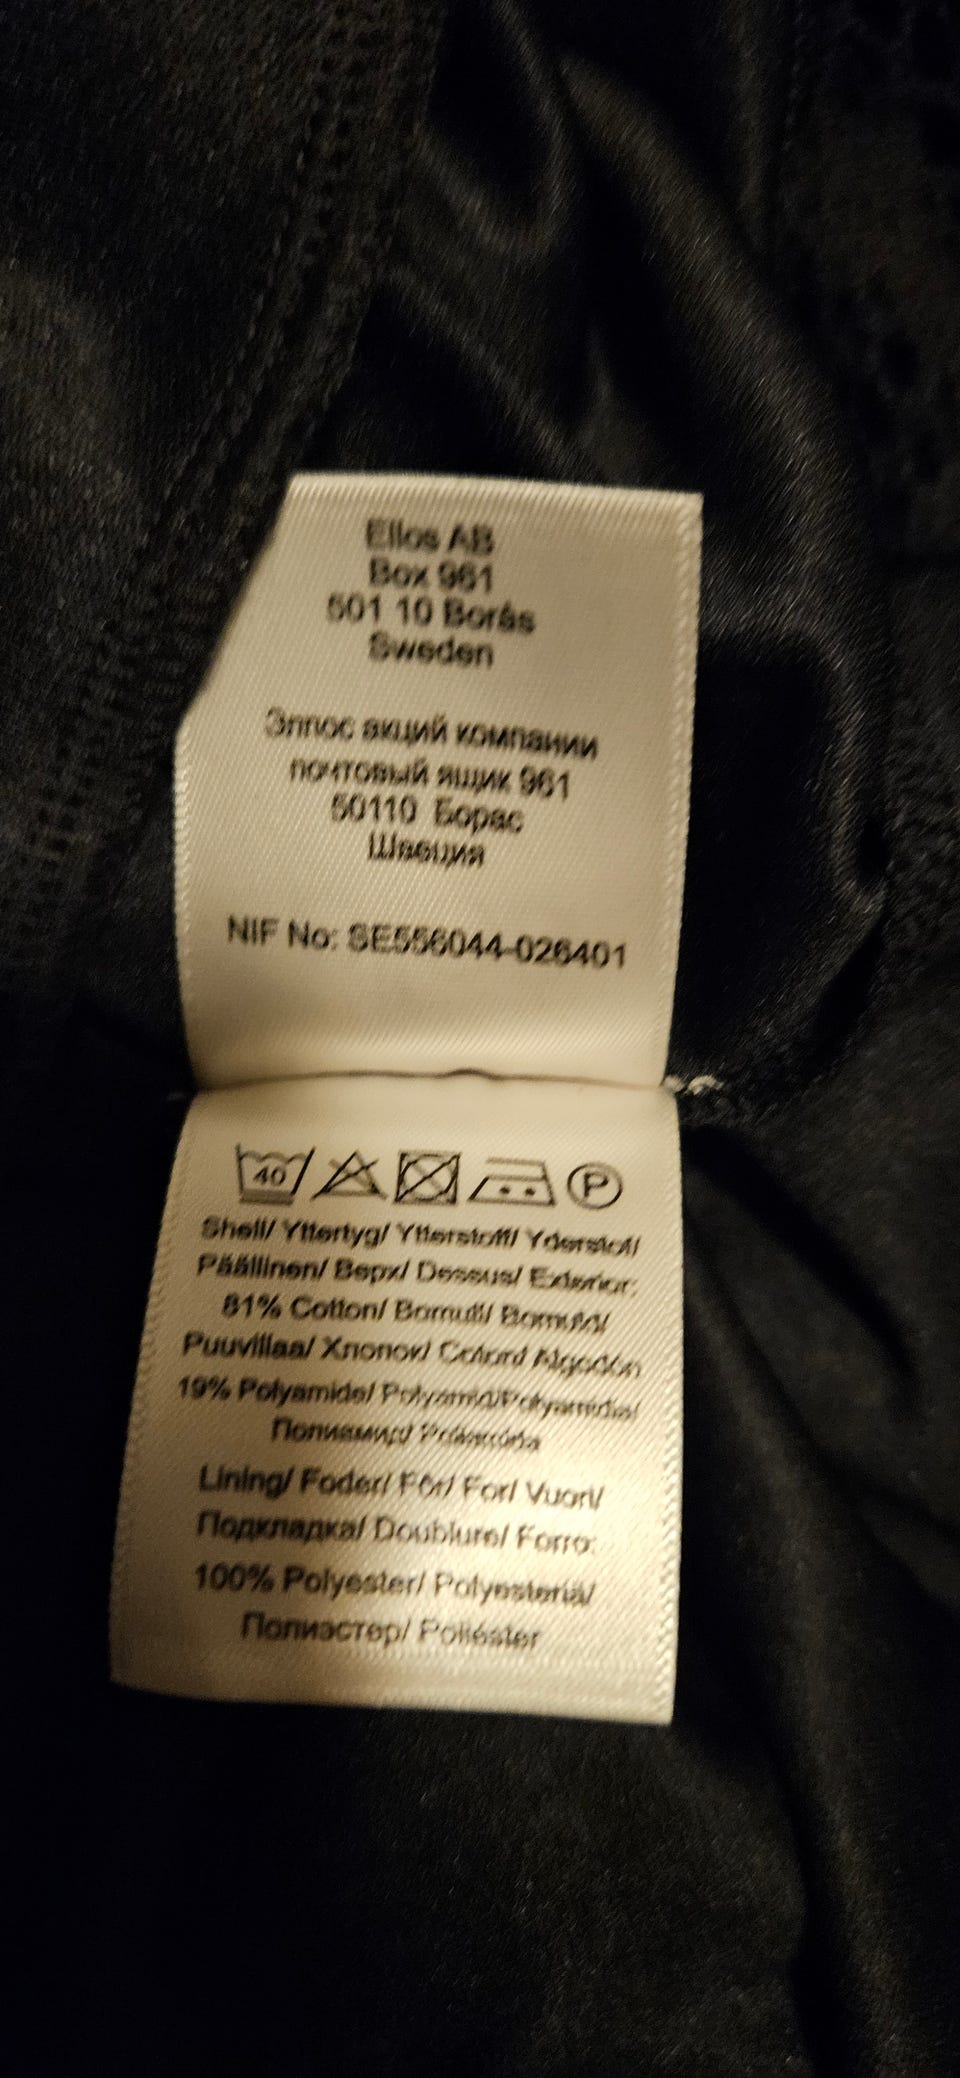 Ellos AB
Box 961
501 10 Borås
Sweden
Эллос акций компании
почтовый ящик 961
50110 Борас
Швеция
NIF No: SE556044-026401
40
P
Shell/ Yttertyg/ Ytterstoff/ Yderstof/
Päällinen/ Верх/ Dessus/ Exterior:
81% Cotton/ Bomull/ Bomuld/
Puuvillaa/ Хлопок/ Coton/ Algodón
19% Polyamide/ Polyamid/Polyamidia/
Полиамид/ Poliamida
Lining/ Foder/ Fôr/ For/ Vuori/
Подкладка/ Doublure/ Forro:
100% Polyester/ Polyesteriä/
Полиэстер/ Poliéster